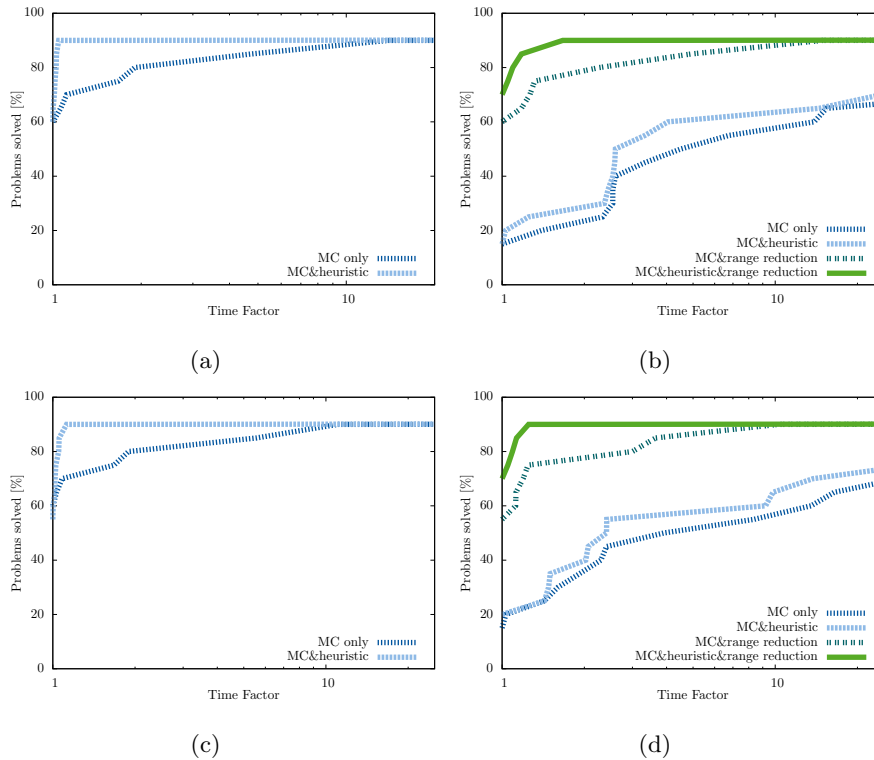 100
80
60
40
20
0
Problems solved [%]
MC only
MC&heuristic
1
10
Time Factor
(a)
100
80
60
40
20
0
Problems solved [%]
MC only
MC&heuristic
MC&range reduction
MC&heuristic&range reduction
1
10
Time Factor
(b)
100
80
60
40
20
0
Problems solved [%]
MC only
MC&heuristic
1
10
Time Factor
(c)
100
80
60
40
20
0
Problems solved [%]
MC only
MC&heuristic
MC&range reduction
MC&heuristic&range reduction
1
10
Time Factor
(d)